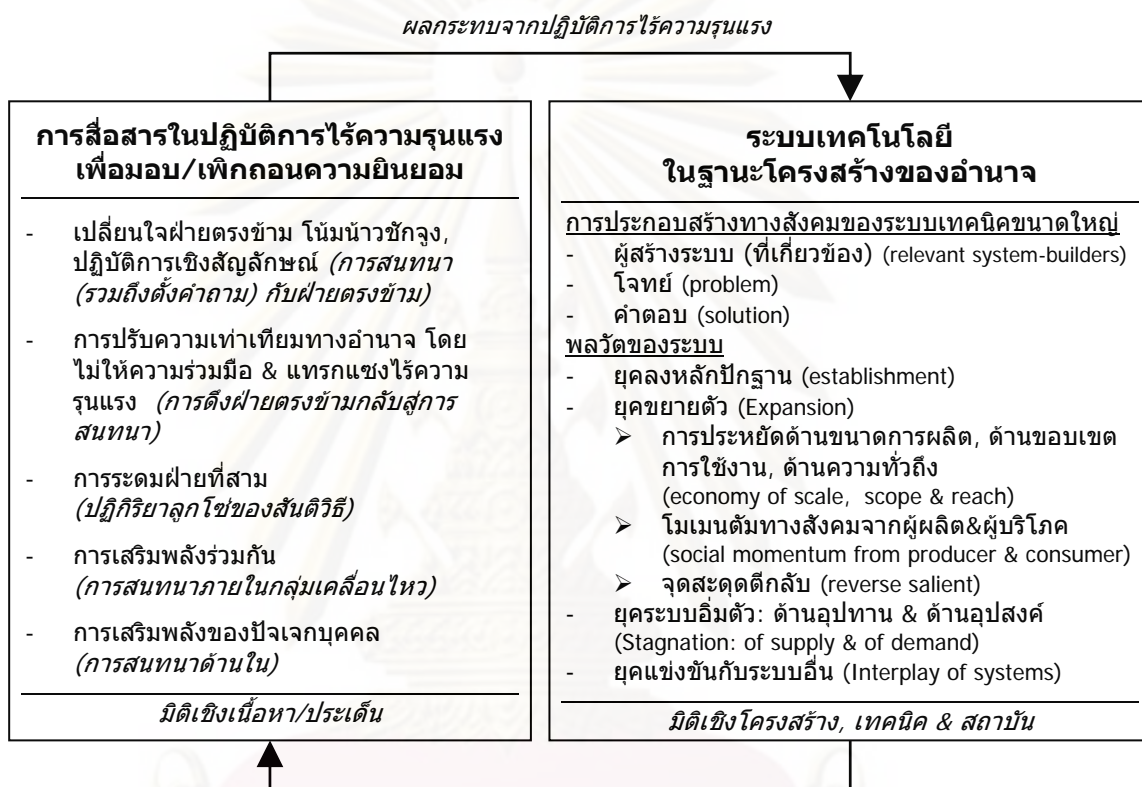 ผลกระทบจากปฏิบัติการไร้ความรุนแรง
การสื่อสารในปฏิบัติการไร้ความรุนแรง
เพื่อมอบ/เพิกถอนความยินยอม
- เปลี่ยนใจฝ่ายตรงข้าม โน้มน้าวชักจูง,
ปฏิบัติการเชิงสัญลักษณ์ (การสนทนา
(รวมถึงตั้งคำถาม) กับฝ่ายตรงข้าม)
- การปรับความเท่าเทียมทางอำนาจ โดย
ไม่ให้ความร่วมมือ & แทรกแซงไร้ความ
รุนแรง (การดึงฝ่ายตรงข้ามกลับสู่การ
สนทนา)
- การระดมฝ่ายที่สาม
(ปฏิกิริยาลูกโซ่ของสันติวิธี)
- การเสริมพลังร่วมกัน
(การสนทนาภายในกลุ่มเคลื่อนไหว)
- การเสริมพลังของปัจเจกบุคคล
(การสนทนาด้านใน)
มิติเชิงเนื้อหา/ประเด็น
ระบบเทคโนโลยี
ในฐานะโครงสร้างของอำนาจ
การประกอบสร้างทางสังคมของระบบเทคนิคขนาดใหญ่
- ผู้สร้างระบบ (ที่เกี่ยวข้อง) (relevant system-builders)
- โจทย์ (problem)
- คำตอบ (solution)
พลวัตของระบบ
- ยุคลงหลักปักฐาน (establishment)
- ยุคขยายตัว (Expansion)
➢ การประหยัดด้านขนาดการผลิต, ด้านขอบเขต
การใช้งาน, ด้านความทั่วถึง
(economy of scale, scope & reach)
➢ โมเมนตัมทางสังคมจากผู้ผลิต&ผู้บริโภค
(social momentum from producer & consumer)
➢ จุดสะดุดตีกลับ (reverse salient)
- ยุคระบบอิ่มตัว: ด้านอุปทาน & ด้านอุปสงค์
(Stagnation: of supply & of demand)
- ยุคแข่งขันกับระบบอื่น (Interplay of systems)
มิติเชิงโครงสร้าง, เทคนิค & สถาบัน